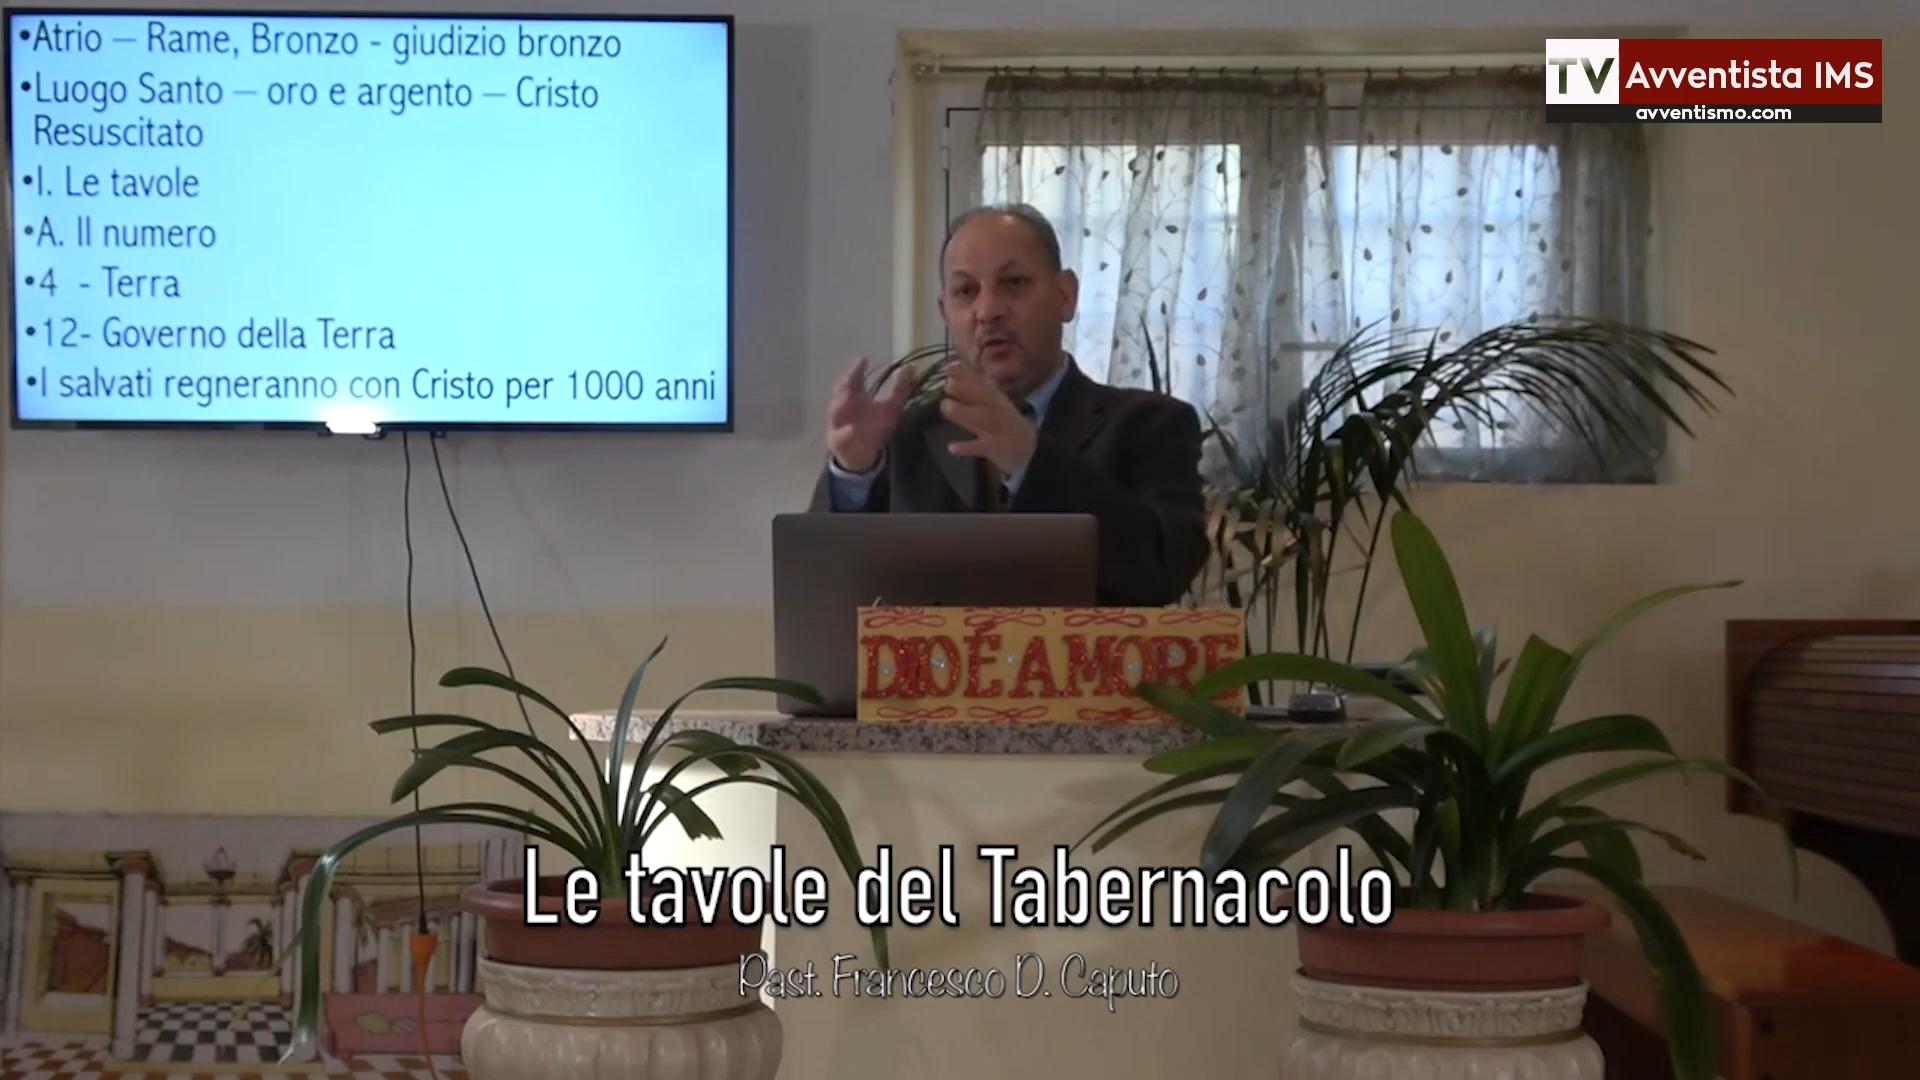 •Atrio – Rame, Bronzo - giudizio bronzo
•Luogo Santo – oro e argento – Cristo
Resuscitato
•I. Le tavole
•A. Il numero
•4 - Terra
•12- Governo della Terra
•I salvati regneranno con Cristo per 1000 anni
TV Avventista IMS
avventismo.com
DIO É AMORE
Le tavole del Tabernacolo
Past. Francesco D. Caputo